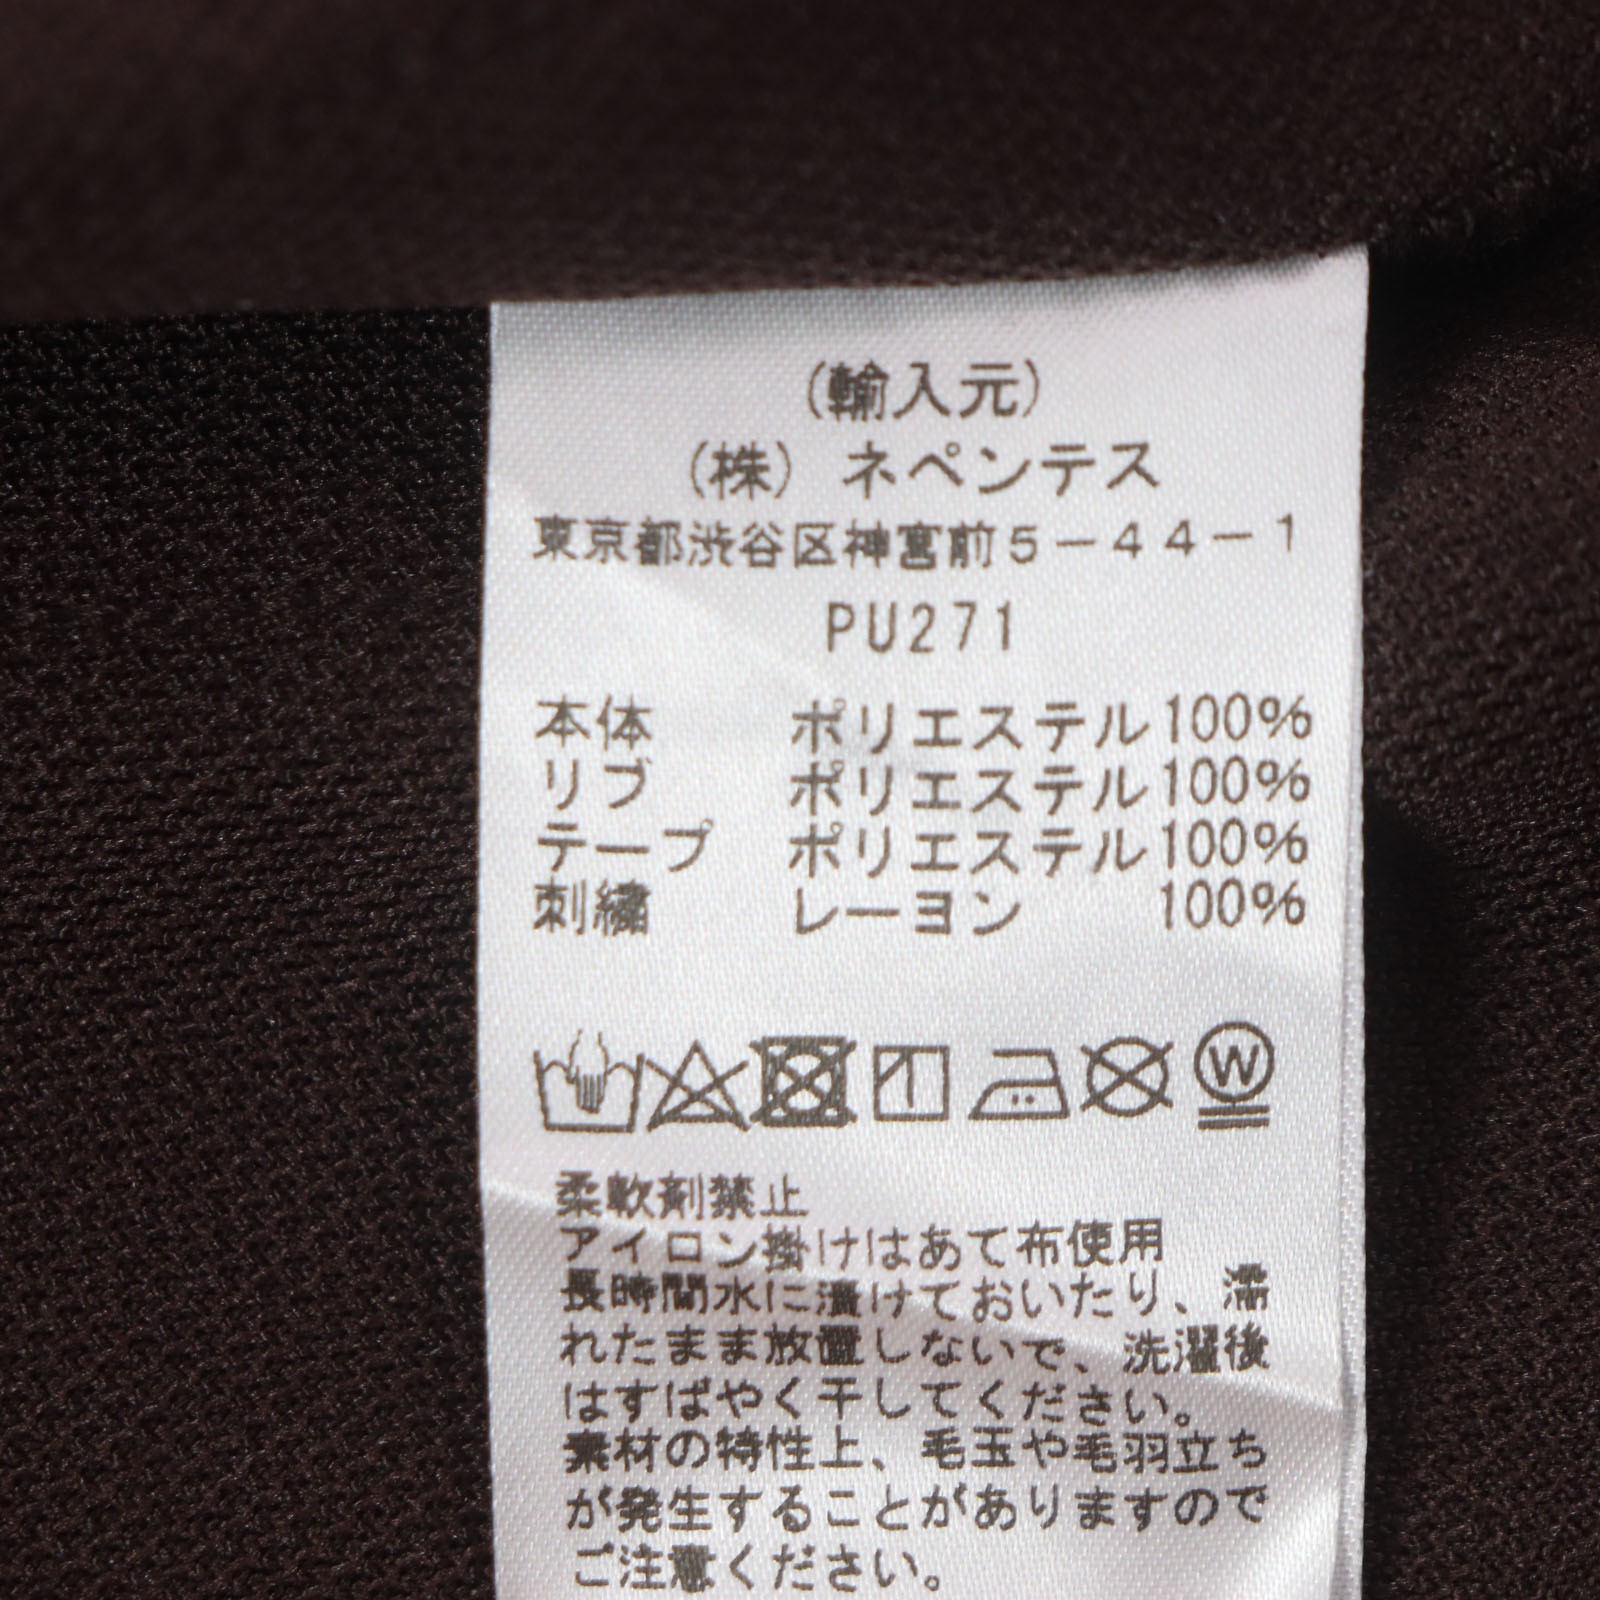 (輸入元)
(株) ネペンテス
東京都渋谷区神宮前5-44-1
PU271
本体 ポリエステル100%
リブ ポリエステル100%
テープ ポリエステル100%
刺繍 レーヨン 100%
W
柔軟剤禁止
アイロン掛けはあて布使用
長時間水に漬けておいたり、濡
れたまま放置しないで、洗濯後
はすばやく干してください。
素材の特性上、毛玉や毛羽立ち
が発生することがありますので
ご注意ください。